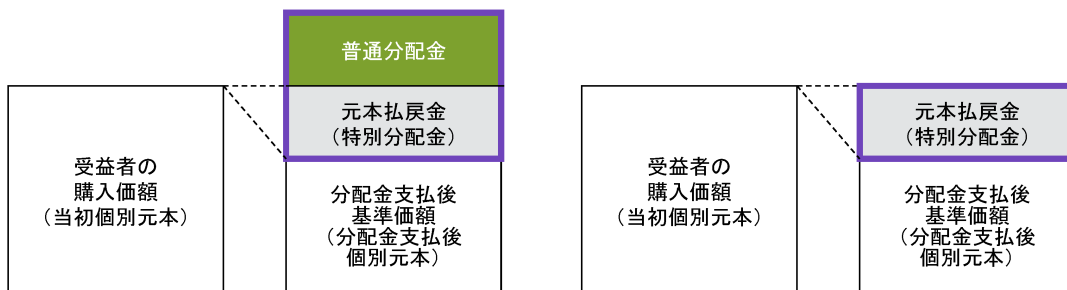 普通分配金
元本払戻金
（特別分配金）
受益者の
購入価額
（当初個別元本）
分配金支払後
基準価額
（分配金支払後
個別元本）
元本払戻金
（特別分配金）
受益者の
購入価額
（当初個別元本）
分配金支払後
基準価額
（分配金支払後
個別元本）